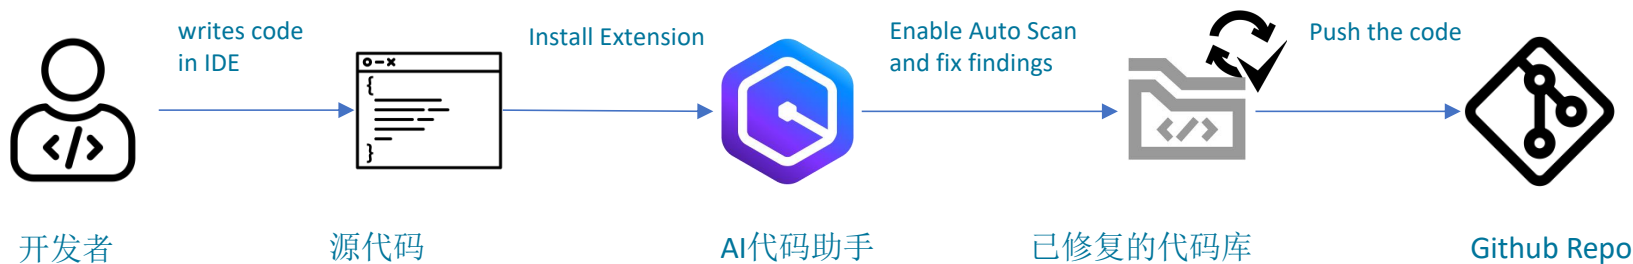 writes code
in IDE
Install Extension
Enable Auto Scan
and fix findings
Push the code
开发者
源代码
AI代码助手
已修复的代码库
Github Repo